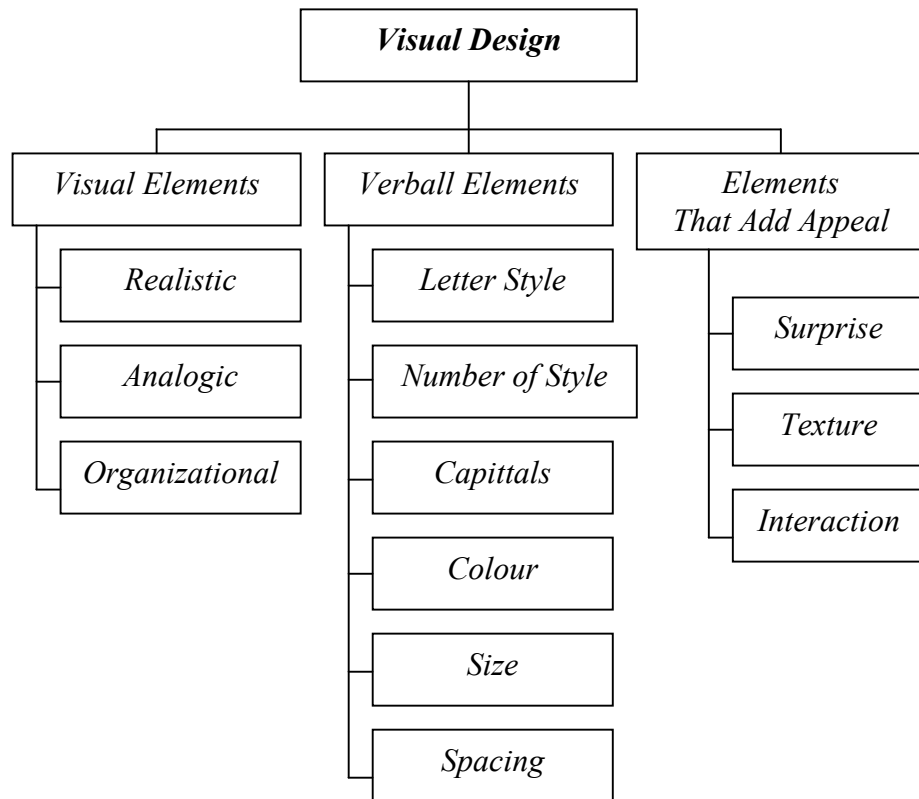 Visual Design
Visual Elements
Realistic
Analogic
Organizational
Verball Elements
Letter Style
Number of Style
Capittals
Colour
Size
Spacing
Elements
That Add Appeal
Surprise
Texture
Interaction